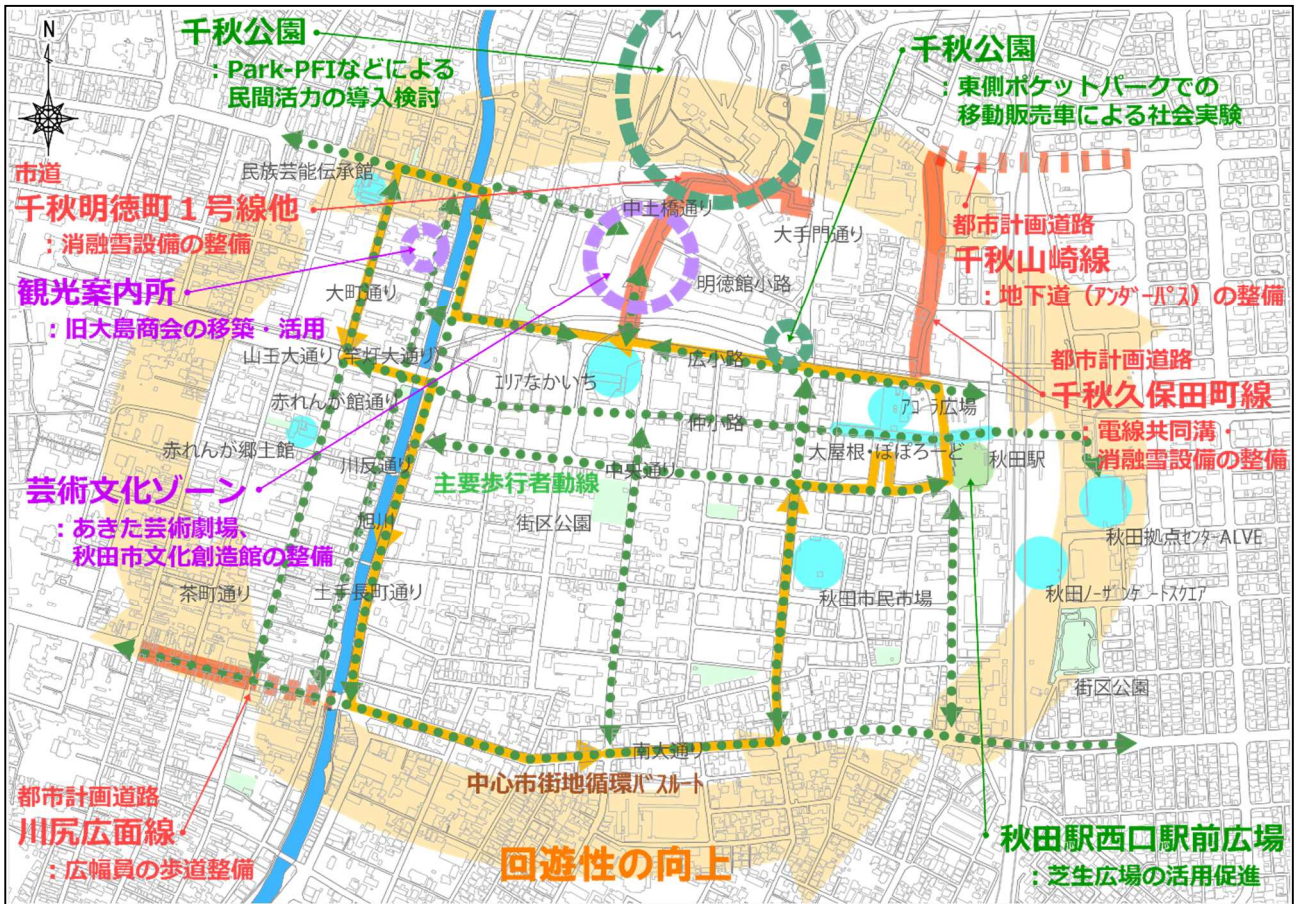 N
千秋公園
：Park-PFIなどによる
民間活力の導入検討
千秋公園
：東側ポケットパークでの
移動販売車による社会実験
民族芸能伝承館
市道
千秋明徳町１号線他
：消融雪設備の整備
中土橋通り
大手門通り
都市計画道路
千秋山崎線
：地下道（アンダーパス）の整備
観光案内所
：旧大島商会の移築・活用
大町通り
明徳館小路
山王大通り
竿灯大通り
広小路
都市計画道路
千秋久保田町線
：電線共同溝・
消融雪設備の整備
エリアなかいち
赤れんが館通り
アゴラ広場
仲小路
大屋根・ぽぽろーど
秋田駅
赤れんが郷土館
川反通り
中央通り
主要歩行者動線
芸術文化ゾーン
：あきた芸術劇場、
秋田市文化創造館の整備
旭川
街区公園
秋田拠点センターALVE
茶町通り
土手長町通り
秋田市民市場
秋田ノーザンゲートスクエア
街区公園
南大通り
中心市街地循環バスルート
都市計画道路
川尻広面線
：広幅員の歩道整備
回遊性の向上
秋田駅西口駅前広場
：芝生広場の活用促進